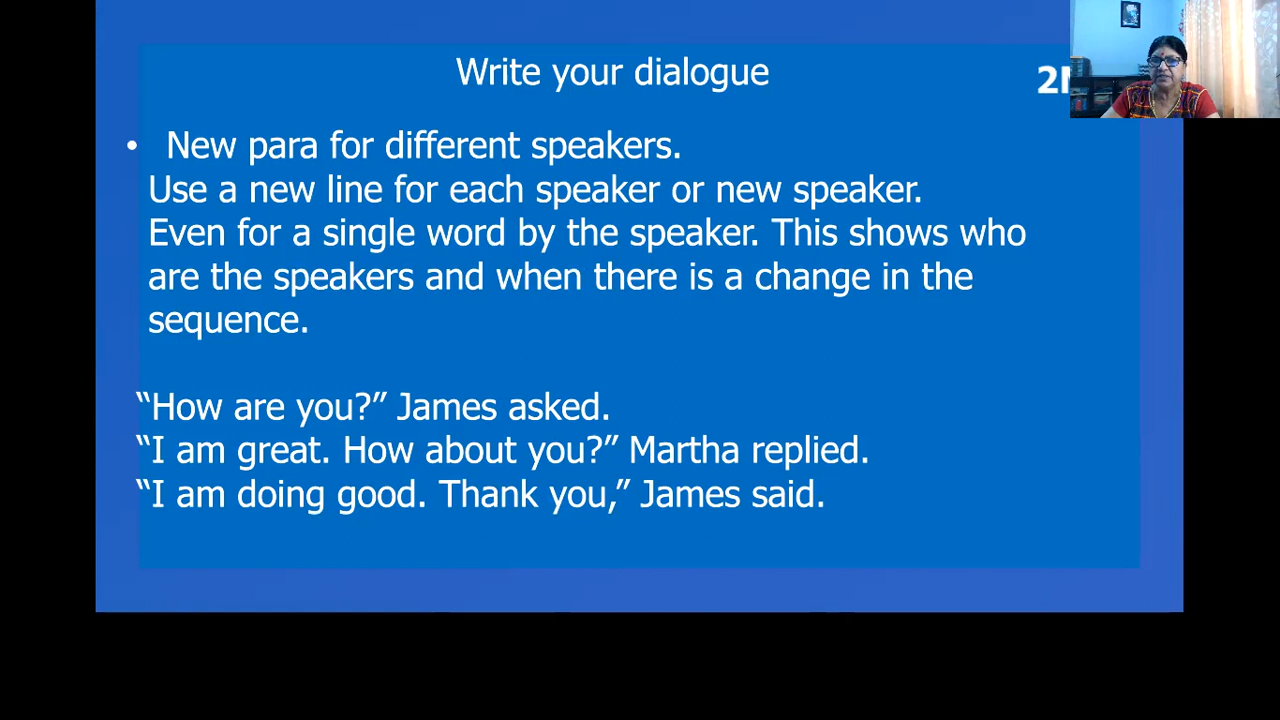 Write your dialogue
• New para for different speakers.
Use a new line for each speaker or new speaker.
Even for a single word by the speaker. This shows who
are the speakers and when there is a change in the
sequence.
“How are you?” James asked.
“I am great. How about you?” Martha replied.
“I am doing good. Thank you,” James said.